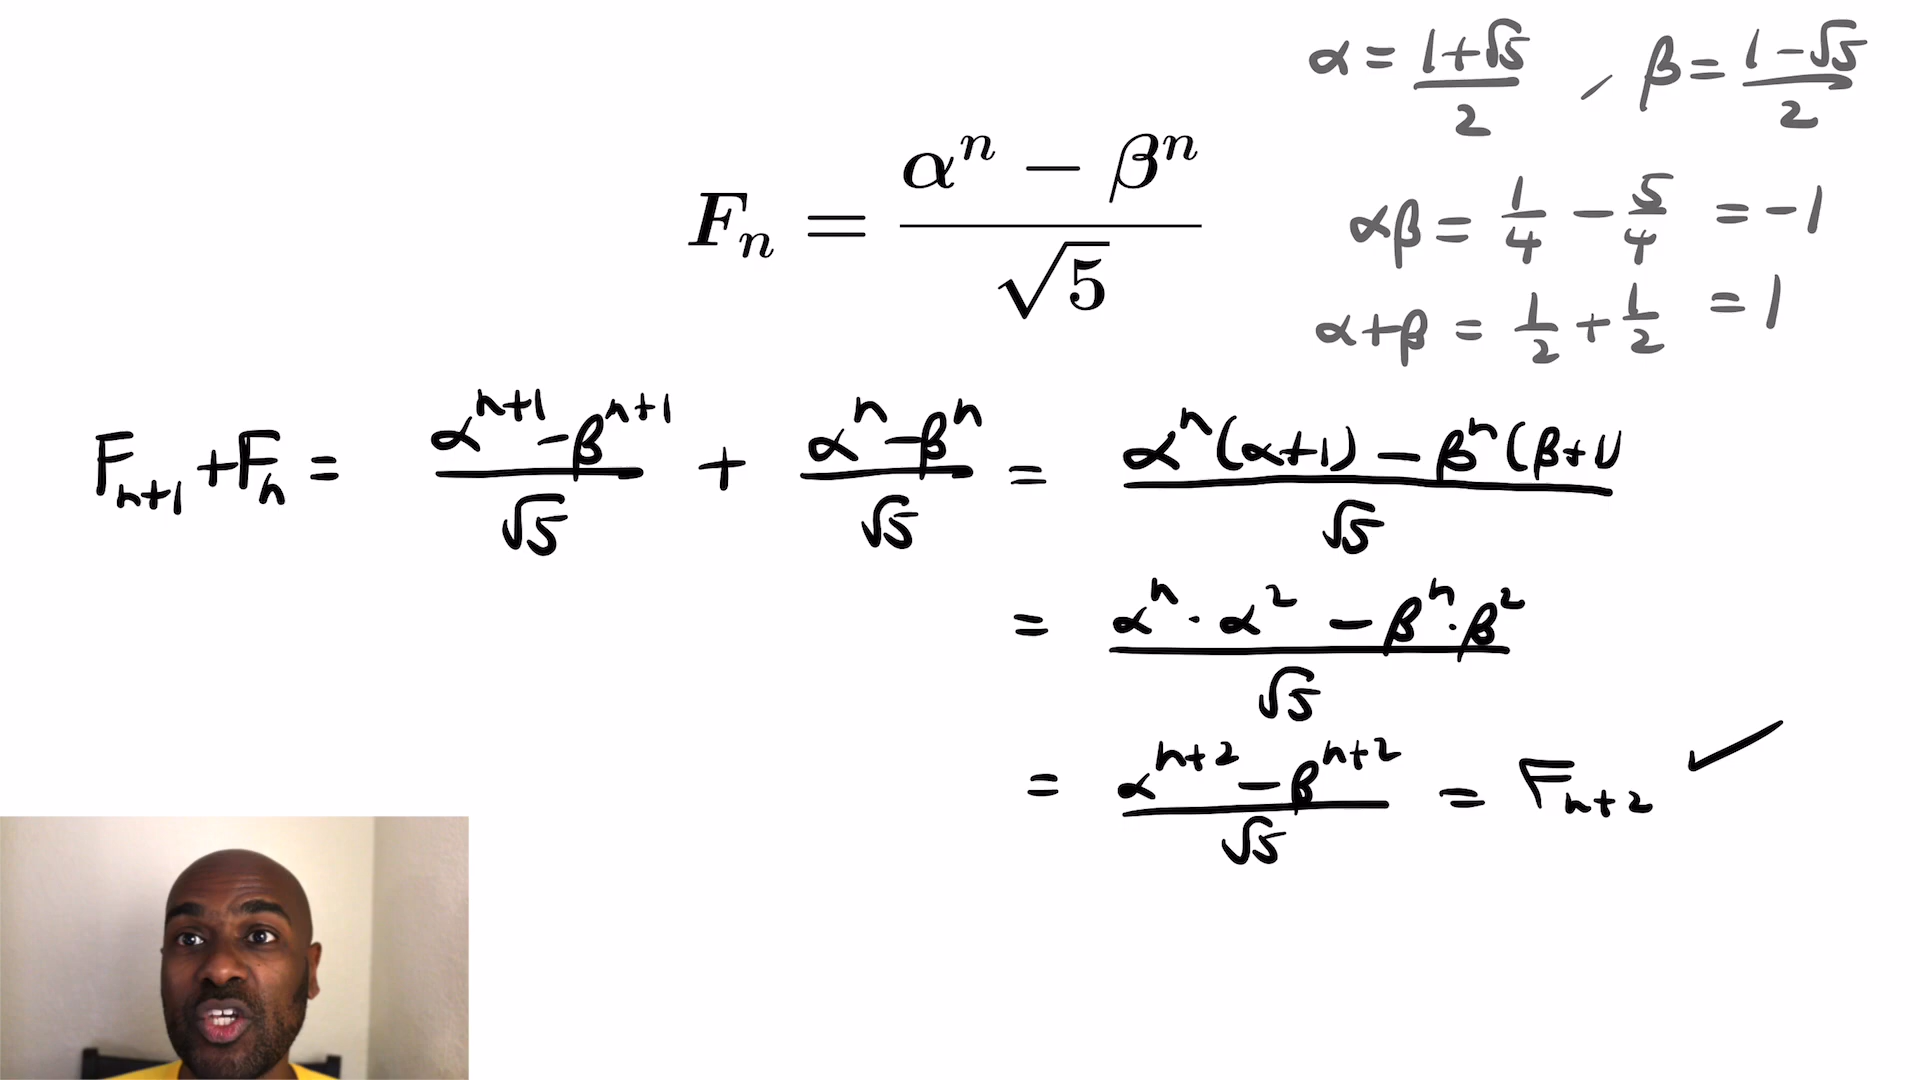 α = (1+√5)/2 , β = (1-√5)/2
F_n = (α^n − β^n)/√5
αβ = 1/4 − 5/4 = -1
α+β = 1/2 + 1/2 = 1
F_{n+1} + F_n = (α^{n+1} - β^{n+1})/√5 + (α^n - β^n)/√5 = (α^n(α+1) - β^n(β+1))/√5
= (α^n · α^2 - β^n · β^2)/√5
= (α^{n+2} - β^{n+2})/√5 = F_{n+2} ✓